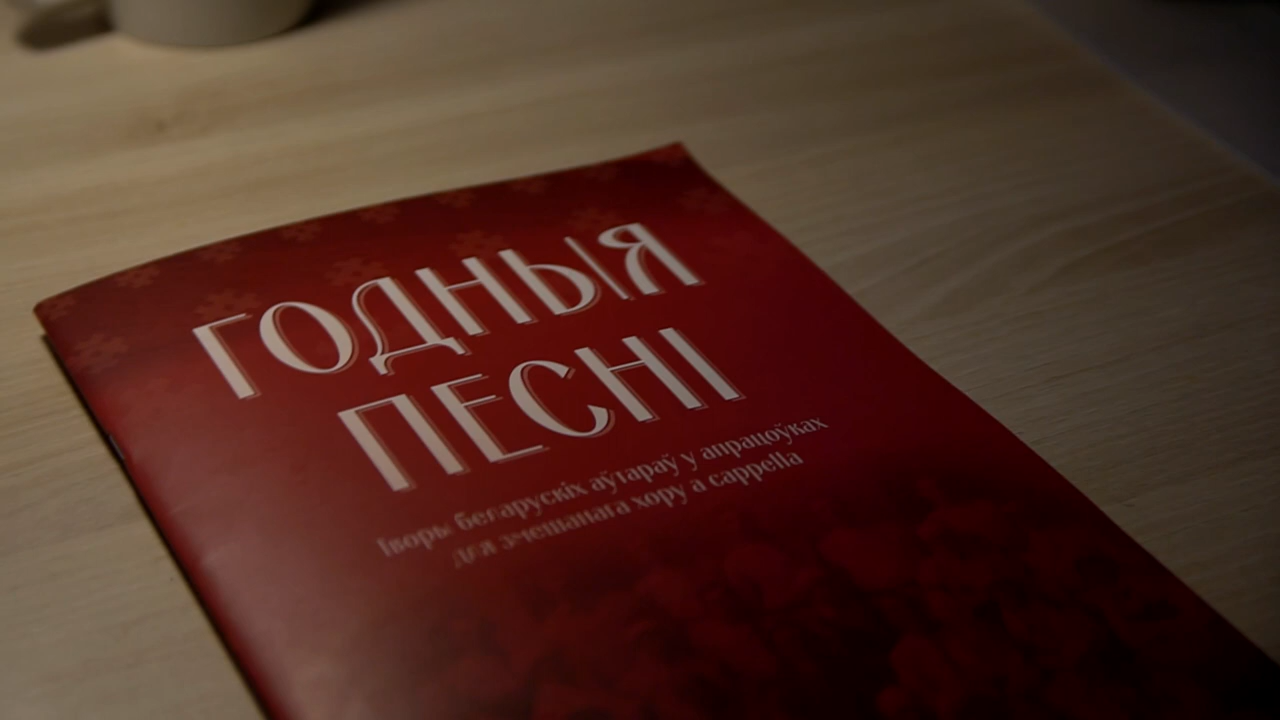 ГОДНЫЯ
ПЕСНІ
Творы беларускіх аўтараў у апрацоўках
для змешанага хору a cappella